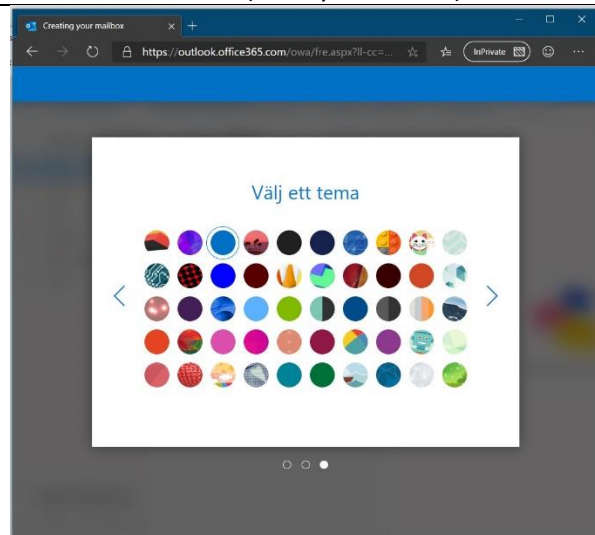 Creating your mailbox
https://outlook.office365.com/owa/fre.aspx?ll-cc=...
InPrivate
Välj ett tema